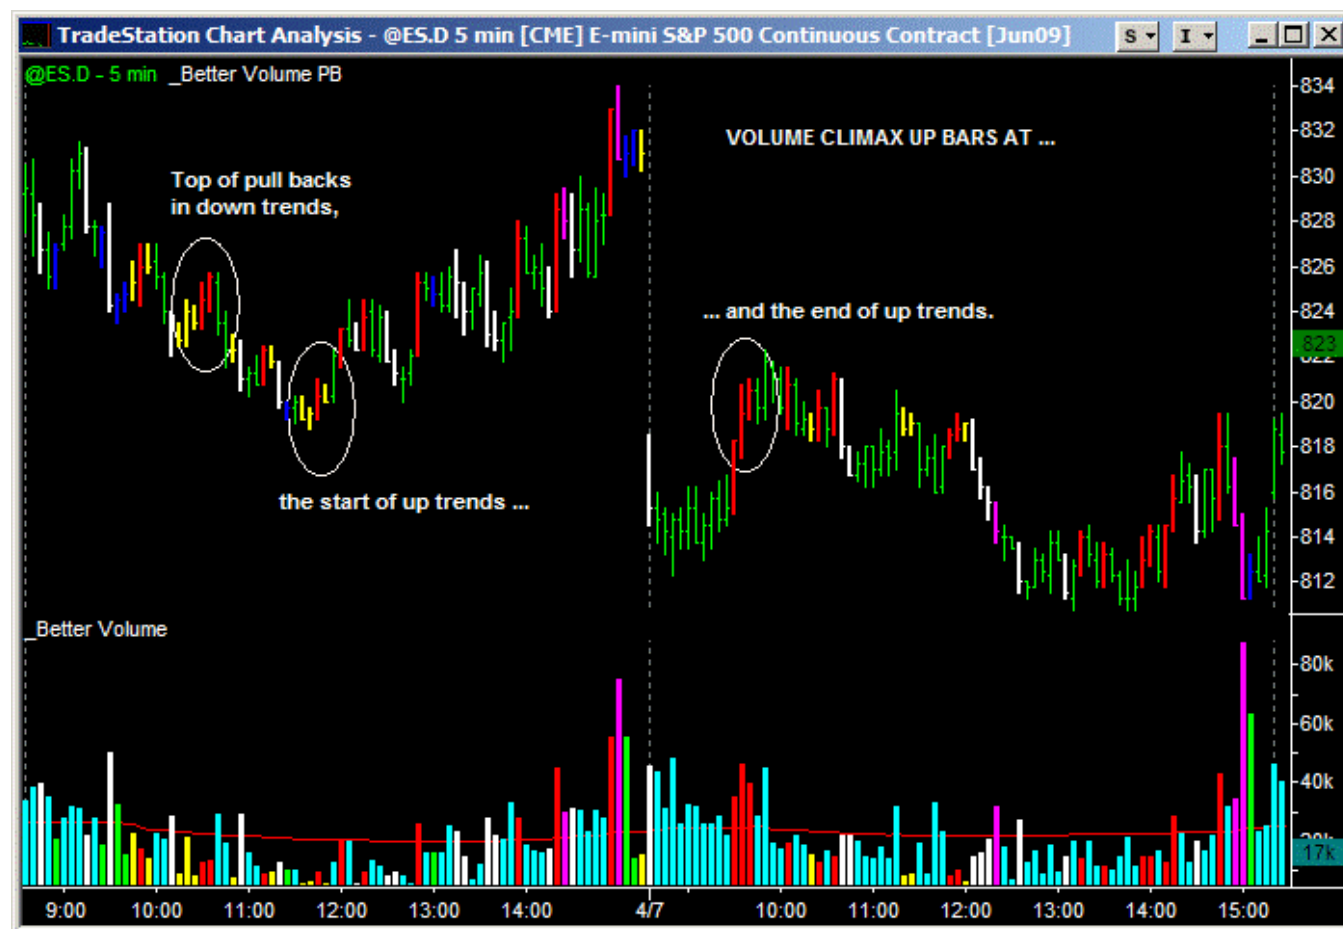 TradeStation Chart Analysis - @ES.D 5 min [CME] E-mini S&P 500 Continuous Contract [Jun09]
S I
@ES.D - 5 min _Better Volume PB
834
832
VOLUME CLIMAX UP BARS AT ...
Top of pull backs
in down trends,
830
828
826
... and the end of up trends.
824
823
822
820
818
the start of up trends ...
816
814
812
_Better Volume
80k
60k
40k
20k
17k
9:00 10:00 11:00 12:00 13:00 14:00 4/7 10:00 11:00 12:00 13:00 14:00 15:00